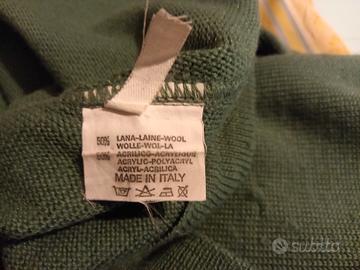 50% LANA-LAINE-WOOL
WOLLE-WOL-LA
50% ACRILICO-ACRYLIQUE
ACRYLIC-POLYACRYL
ACRYL-ACRILICA
MADE IN ITALY
subito